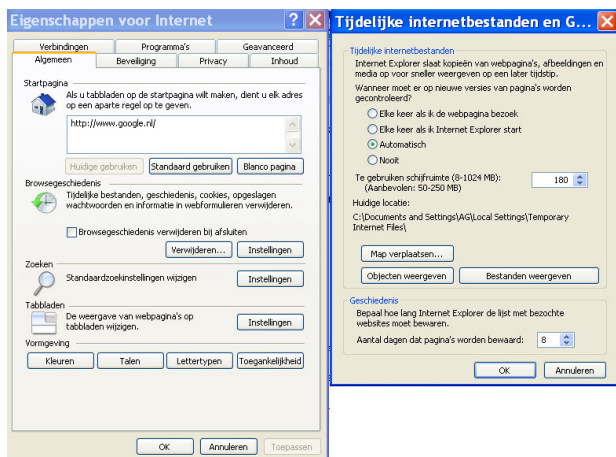 Eigenschappen voor Internet
Verbindingen Programma's Geavanceerd
Algemeen Beveiliging Privacy Inhoud
Startpagina
Als u tabbladen op de startpagina wilt maken, dient u elk adres
op een aparte regel op te geven.
http://www.google.nl/
Huidige gebruiken Standaard gebruiken Blanco pagina
Browsegeschiedenis
Tijdelijke bestanden, geschiedenis, cookies, opgeslagen
wachtwoorden en informatie in webformulieren verwijderen.
Browsegeschiedenis verwijderen bij afsluiten
Verwijderen... Instellingen
Zoeken
Standaardzoekinstellingen wijzigen Instellingen
Tabbladen
De weergave van webpagina's op
tabbladen wijzigen.
Instellingen
Vormgeving
Kleuren Talen Lettertypen Toegankelijkheid
OK Annuleren Toepassen
Tijdelijke internetbestanden en G...
Tijdelijke internetbestanden
Internet Explorer slaat kopieën van webpagina's, afbeeldingen en
media op voor sneller weergeven op een later tijdstip.
Wanneer moet er op nieuwe versies van pagina's worden
gecontroleerd?
Elke keer als ik de webpagina bezoek
Elke keer als ik Internet Explorer start
Automatisch
Nooit
Te gebruiken schijfruimte (8-1024 MB): 180
(Aanbevolen: 50-250 MB)
Huidige locatie:
C:\Documents and Settings\AG\Local Settings\Temporary
Internet Files\
Map verplaatsen...
Objecten weergeven Bestanden weergeven
Geschiedenis
Bepaal hoe lang Internet Explorer de lijst met bezochte
websites moet bewaren.
Aantal dagen dat pagina's worden bewaard: 8
OK Annuleren